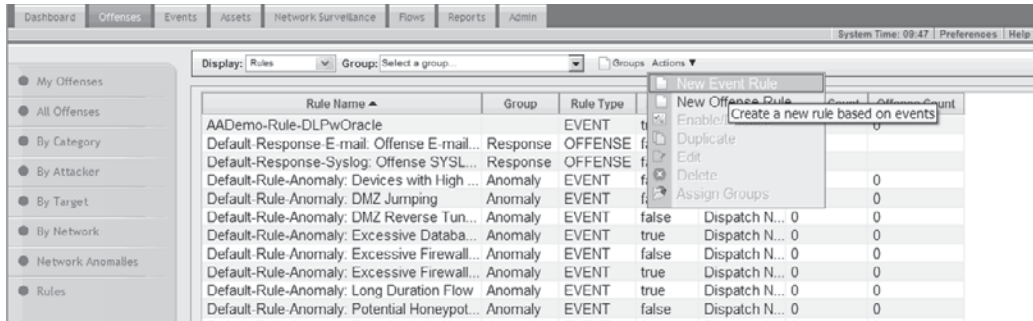 Dashboard Offenses Events Assets Network Surveillance Flows Reports Admin
System Time: 09:47 Preferences Help
Display: Rules Group: Select a group... Groups Actions ▼
My Offenses
All Offenses
By Category
By Attacker
By Target
By Network
Network Anomalies
Rules
New Event Rule
New Offense Rule
Create a new rule based on events
Duplicate
Edit
Delete
Assign Groups
Rule Name ▲ Group Rule Type Count Offense Count
AADemo-Rule-DLPwOracle EVENT 0
Default-Response-E-mail: Offense E-mail... Response OFFENSE
Default-Response-Syslog: Offense SYSL... Response OFFENSE
Default-Rule-Anomaly: Devices with High ... Anomaly EVENT 0
Default-Rule-Anomaly: DMZ Jumping Anomaly EVENT 0
Default-Rule-Anomaly: DMZ Reverse Tun... Anomaly EVENT false Dispatch N... 0 0
Default-Rule-Anomaly: Excessive Databa... Anomaly EVENT true Dispatch N... 0 0
Default-Rule-Anomaly: Excessive Firewall... Anomaly EVENT false Dispatch N... 0 0
Default-Rule-Anomaly: Excessive Firewall... Anomaly EVENT true Dispatch N... 0 0
Default-Rule-Anomaly: Long Duration Flow Anomaly EVENT true Dispatch N... 0 0
Default-Rule-Anomaly: Potential Honeypot... Anomaly EVENT false Dispatch N... 0 0